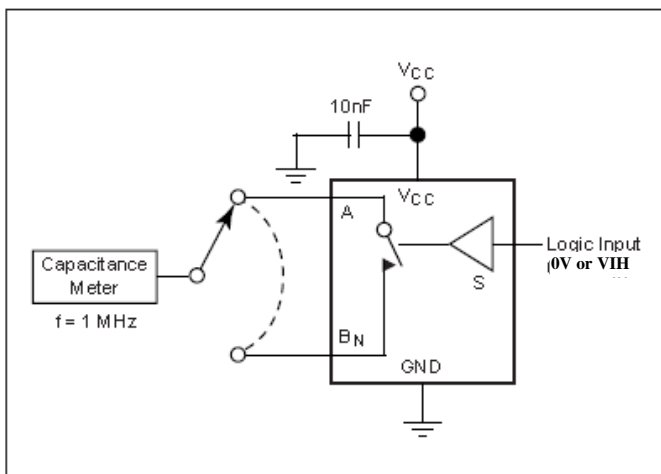 VCC
10nF
VCC
A
Capacitance
Meter
f = 1 MHz
S
Logic Input
(0V or VIH
BN
GND